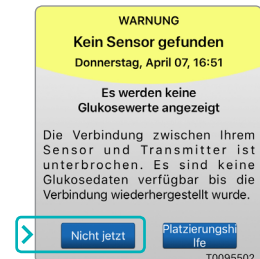 WARNUNG
Kein Sensor gefunden
Donnerstag, April 07, 16:51
Es werden keine
Glukosewerte angezeigt
Die Verbindung zwischen Ihrem
Sensor und Transmitter ist
unterbrochen. Es sind keine
Glukosedaten verfügbar bis die
Verbindung wiederhergestellt wurde.
Nicht jetzt
Platzierungshi
lfe
T0095502